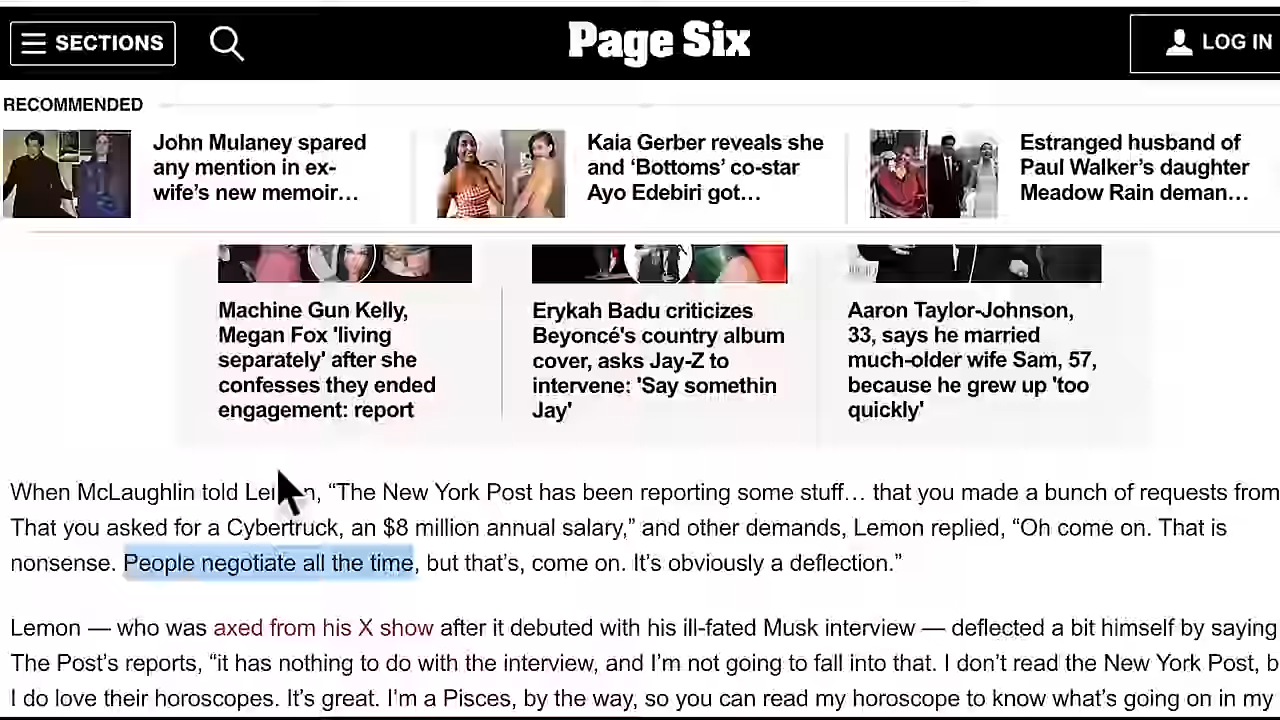 SECTIONS
Page Six
LOG IN
RECOMMENDED
John Mulaney spared
any mention in ex-
wife’s new memoir…
Kaia Gerber reveals she
and ‘Bottoms’ co-star
Ayo Edebiri got…
Estranged husband of
Paul Walker’s daughter
Meadow Rain deman…
Machine Gun Kelly,
Megan Fox 'living
separately' after she
confesses they ended
engagement: report
Erykah Badu criticizes
Beyoncé's country album
cover, asks Jay-Z to
intervene: 'Say somethin
Jay'
Aaron Taylor-Johnson,
33, says he married
much-older wife Sam, 57,
because he grew up 'too
quickly'
When McLaughlin told , “The New York Post has been reporting some stuff… that you made a bunch of requests from
That you asked for a Cybertruck, an $8 million annual salary,” and other demands, Lemon replied, “Oh come on. That is
nonsense. People negotiate all the time, but that’s, come on. It’s obviously a deflection.”
Lemon — who was axed from his X show after it debuted with his ill-fated Musk interview — deflected a bit himself by saying
The Post’s reports, “it has nothing to do with the interview, and I’m not going to fall into that. I don’t read the New York Post, b
I do love their horoscopes. It’s great. I’m a Pisces, by the way, so you can read my horoscope to know what’s going on in my